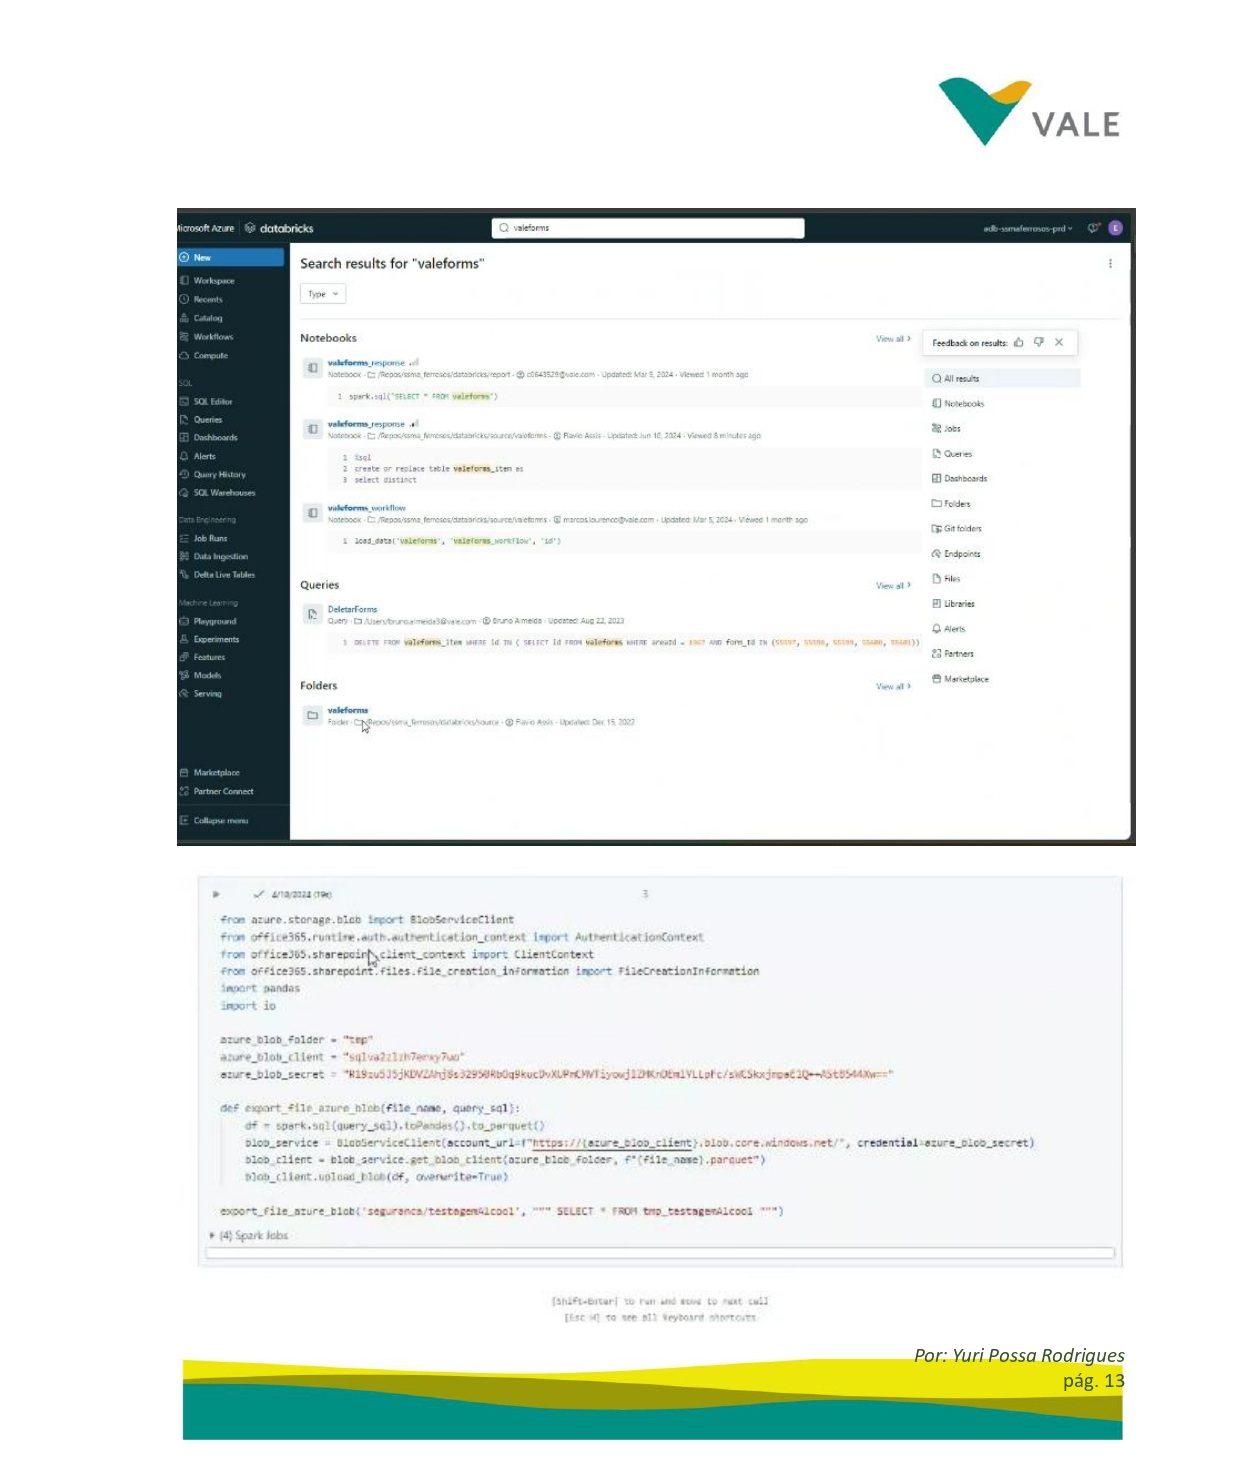 VALE
Microsoft Azure databricks
valeforms
adb-ssmaferrosos-prd
E
New
Workspace
Recents
Catalog
Workflows
Compute
SQL
SQL Editor
Queries
Dashboards
Alerts
Query History
SQL Warehouses
Data Engineering
Job Runs
Data Ingestion
Delta Live Tables
Machine Learning
Playground
Experiments
Features
Models
Serving
Marketplace
Partner Connect
Collapse menu
Search results for "valeforms"
Type
Notebooks
View all
valeforms_response
Notebook - /Repos/ssma_ferrosos/databricks/report - c0643529@vale.com - Updated: Mar 5, 2024 - Viewed 1 month ago
1 spark.sql("SELECT * FROM valeforms")
valeforms_response
Notebook - /Repos/ssma_ferrosos/databricks/source/valeforms - Flavio Assis - Updated: Jun 10, 2024 - Viewed 8 minutes ago
1 %sql
2 create or replace table valeforms_item as
3 select distinct
valeforms_workflow
Notebook - /Repos/ssma_ferrosos/databricks/source/valeforms - marcos.lourenco@vale.com - Updated: Mar 5, 2024 - Viewed 1 month ago
1 load_data('valeforms', 'valeforms_workflow', 'id')
Queries
View all
DeletarForms
Query - /Users/bruno.almeida3@vale.com - Bruno Almeida - Updated: Aug 22, 2023
1 DELETE FROM valeforms_item WHERE id IN ( SELECT id FROM valeforms WHERE areaId = AND form_id IN (
Folders
View all
valeforms
Folder - /Repos/ssma_ferrosos/databricks/source - Flavio Assis - Updated: Dec 15, 2022
Feedback on results:
All results
Notebooks
Jobs
Queries
Dashboards
Folders
Git folders
Endpoints
Files
Libraries
Alerts
Partners
Marketplace
3
from azure.storage.blob import BlobServiceClient
from office365.runtime.auth.authentication_context import AuthenticationContext
from office365.sharepoint.client_context import ClientContext
from office365.sharepoint.files.file_creation_information import FileCreationInformation
import pandas
import io
azure_blob_folder = "tmp"
azure_blob_client =
azure_blob_secret =
def export_file_azure_blob(file_name, query_sql):
df = spark.sql(query_sql).toPandas().to_parquet()
blob_service = BlobServiceClient(account_url=f"https://{azure_blob_client}.blob.core.windows.net/", credential=azure_blob_secret)
blob_client = blob_service.get_blob_client(azure_blob_folder, f"{file_name}.parquet")
blob_client.upload_blob(df, overwrite=True)
export_file_azure_blob('seguranca/testagemAlcool', """ SELECT * FROM tmp_testagemAlcool """)
(4) Spark Jobs
[Shift+Enter] to run and move to next cell
[Esc H] to see all keyboard shortcuts
Por: Yuri Possa Rodrigues
pág. 13